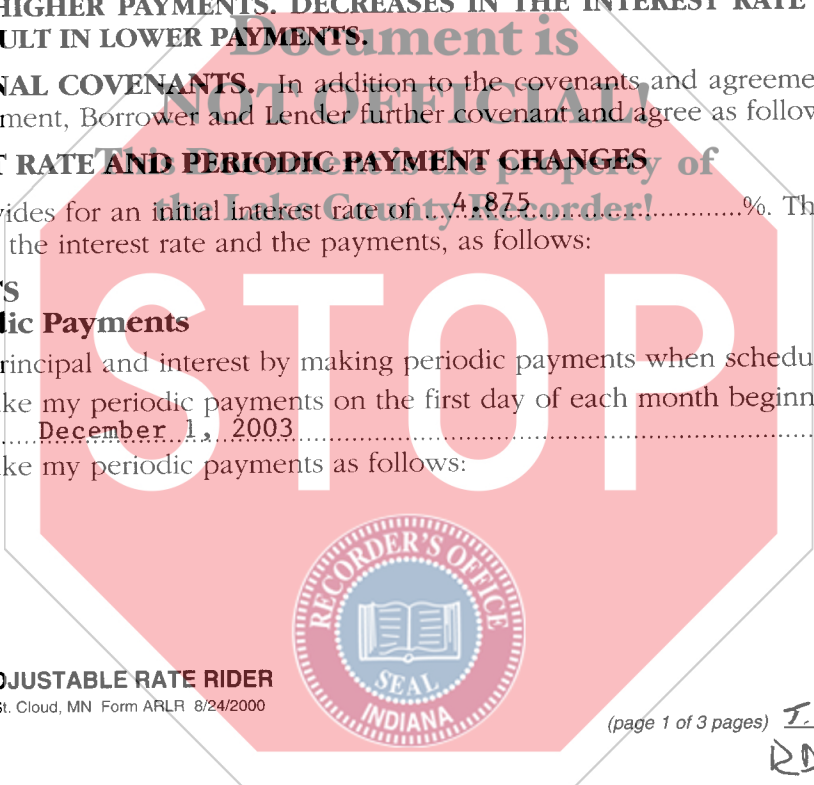 HIGHER PAYMENTS. DECREASES IN THE INTEREST RATE
ULT IN LOWER PAYMENTS.
Document is
NAL COVENANTS. In addition to the covenants and agreeme
NOT OFFICIAL!
ment, Borrower and Lender further covenant and agree as follow
T RATE AND PERIODIC PAYMENT CHANGES
This Document is the property of
vides for an initial interest rate of ....4.875....................................%. Th
the Lake County Recorder!
the interest rate and the payments, as follows:
TS
dic Payments
STOP
rincipal and interest by making periodic payments when schedu
ke my periodic payments on the first day of each month beginn
December 1, 2003
ke my periodic payments as follows:
RECORDER'S OFFICE
SEAL
INDIANA
DJUSTABLE RATE RIDER
St. Cloud, MN Form ARLR 8/24/2000
(page 1 of 3 pages) T.
RD